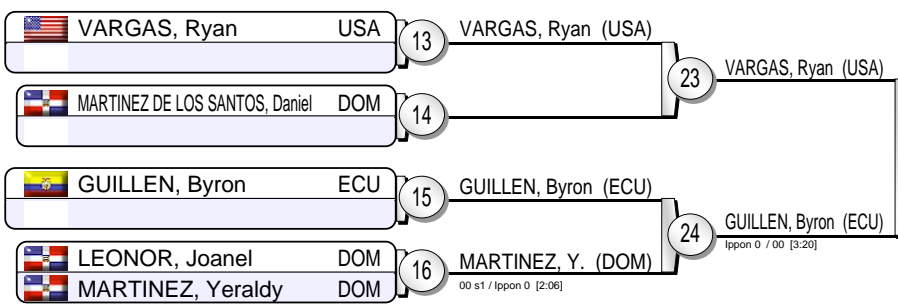 VARGAS, Ryan USA
13
VARGAS, Ryan (USA)
23
VARGAS, Ryan (USA)
MARTINEZ DE LOS SANTOS, Daniel DOM
14
GUILLEN, Byron ECU
15
GUILLEN, Byron (ECU)
24
GUILLEN, Byron (ECU)
Ippon 0 / 00 [3:20]
LEONOR, Joanel DOM
MARTINEZ, Yeraldy DOM
16
MARTINEZ, Y. (DOM)
00 s1 / Ippon 0 [2:06]